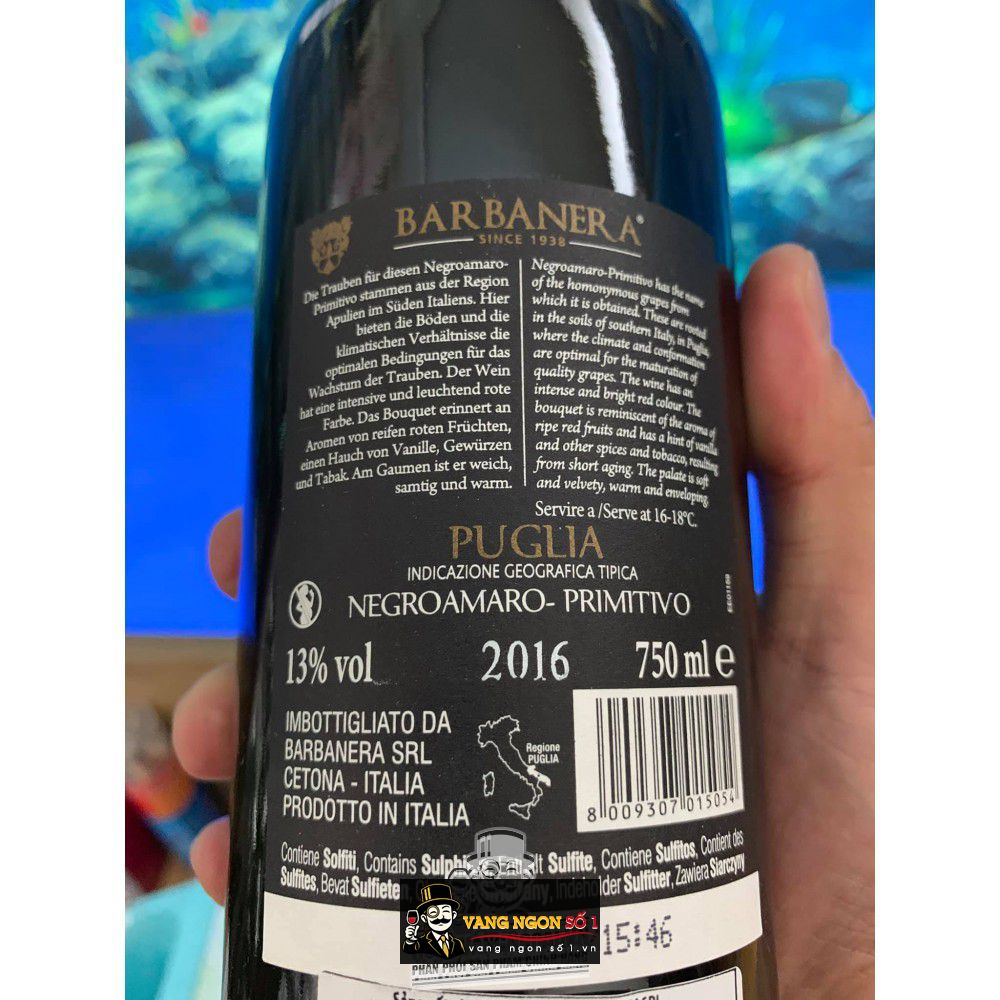 BARBANERA®
SINCE 1938
Die Trauben für diesen Negroamaro-
Primitivo stammen aus der Region
Apulien im Süden Italiens. Hier
bieten die Böden und die
klimatischen Verhältnisse die
optimalen Bedingungen für das
Wachstum der Trauben. Der Wein
hat eine intensive und leuchtend rote
Farbe. Das Bouquet erinnert an
Aromen von reifen roten Früchten,
einen Hauch von Vanille, Gewürzen
und Tabak. Am Gaumen ist er weich,
samtig und warm.
Negroamaro-Primitivo has the name
of the homonymous grapes from
which it is obtained. These are rooted
in the soils of southern Italy, in Puglia,
where the climate and conformation
are optimal for the maturation of
quality grapes. The wine has an
intense and bright red colour. The
bouquet is reminiscent of the aroma of
ripe red fruits and has a hint of vanilla
and other spices and tobacco, resulting
from short aging. The palate is soft
and velvety, warm and enveloping.
Servire a /Serve at 16-18°C.
PUGLIA
INDICAZIONE GEOGRAFICA TIPICA
NEGROAMARO- PRIMITIVO
13% vol 2016 750 ml e
IMBOTTIGLIATO DA
BARBANERA SRL
CETONA - ITALIA
PRODOTTO IN ITALIA
Regione
PUGLIA
8 009307 015054
Contiene Solfiti, Contains Sulphi Sulfite, Contiene Sulfitos, Contient des
Sulfites, Bevat Sulfieten, Sulfitter, Zawiera Siarczyny
VANG NGON SỐ 1
vang ngon số 1.vn
15:46
PHÂN PHỐI SẢN PHẨM CHÍNH HÃNG